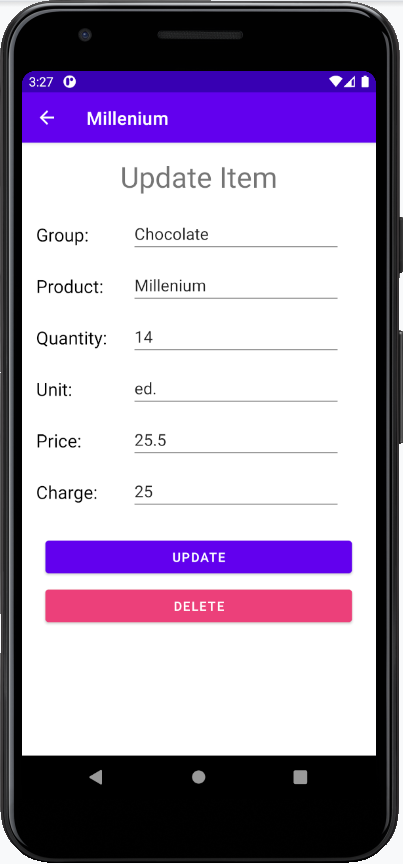 3:27
Millenium
Update Item
Group: Chocolate
Product: Millenium
Quantity: 14
Unit: ed.
Price: 25.5
Charge: 25
UPDATE
DELETE